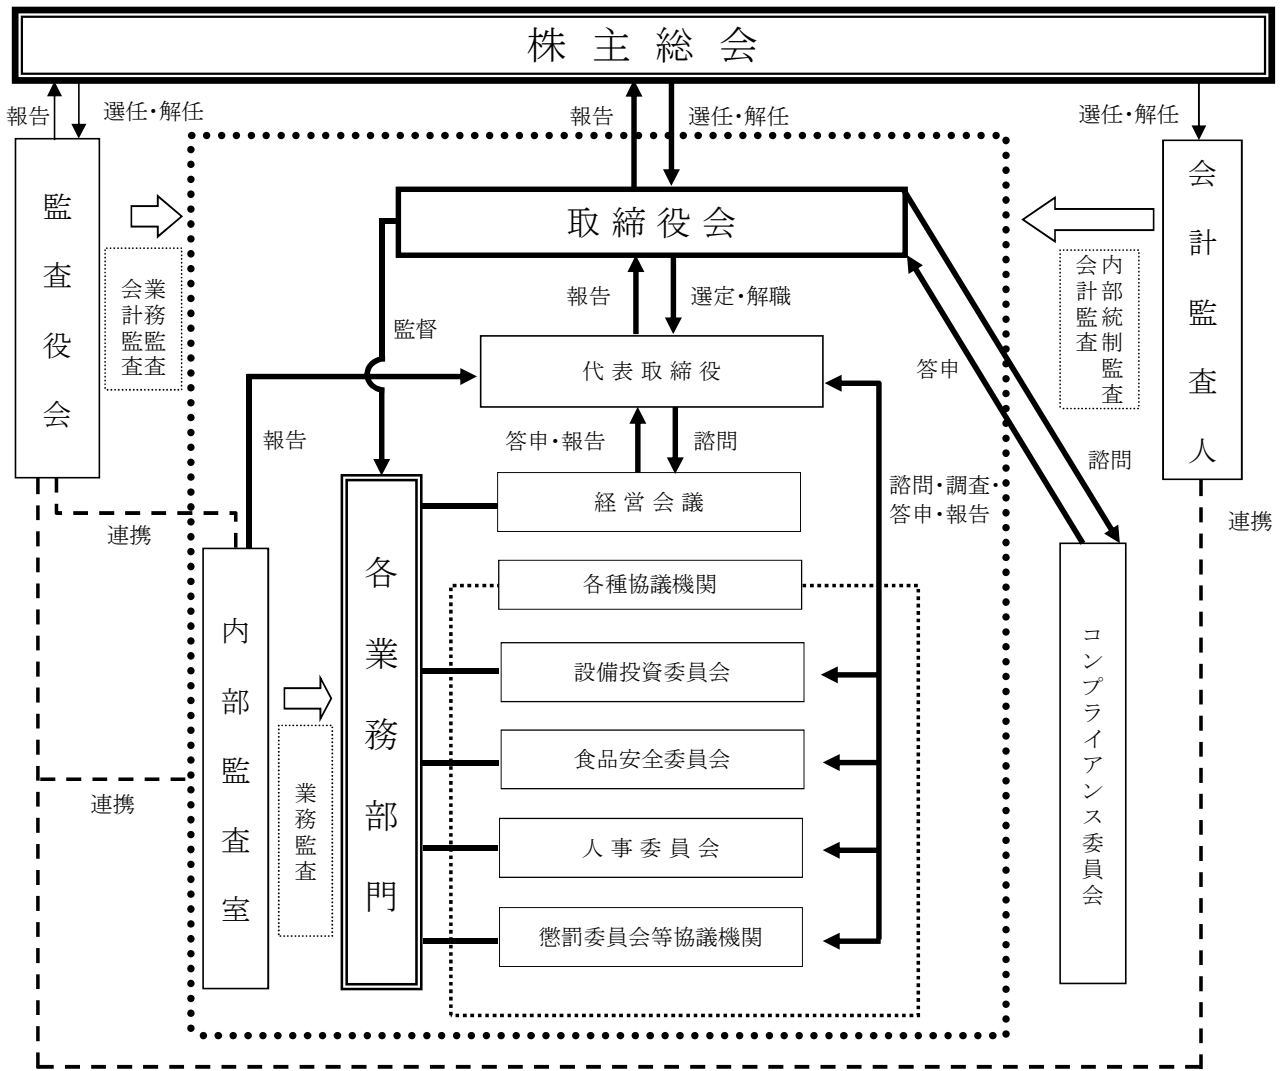 株主総会
報告
選任・解任
報告
選任・解任
選任・解任
監査役会
業務監査
会計監査
取締役会
会計監査人
内部統制監査
会計監査
報告
選定・解職
監督
代表取締役
答申
報告
答申・報告
諮問
諮問
経営会議
諮問・調査・
答申・報告
連携
連携
各種協議機関
各業務部門
内部監査室
設備投資委員会
コンプライアンス委員会
食品安全委員会
業務監査
連携
人事委員会
懲罰委員会等協議機関